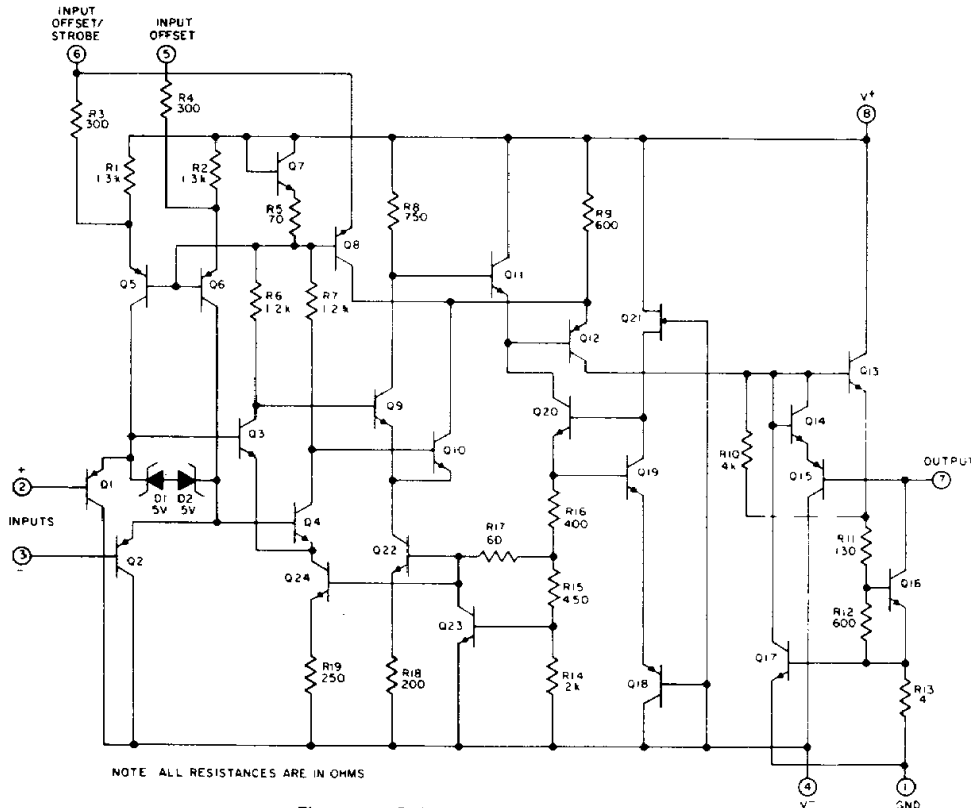 INPUT
OFFSET/
STROBE
6
INPUT
OFFSET
5
R3
300
R4
300
V+
8
R1
1.3k
R2
1.3k
Q7
R5
70
R8
750
R9
600
Q8
Q11
Q5
Q6
R6
1.2k
R7
1.2k
Q21
Q12
Q13
Q9
Q20
Q14
Q3
Q10
Q19
R10
4k
Q15
OUTPUT
7
+
2
Q1
D1
5V
D2
5V
INPUTS
Q4
R16
400
R17
60
R11
130
3
-
Q2
Q22
Q24
R15
450
Q16
R12
600
Q23
Q17
R19
250
R18
200
R14
2k
Q18
R13
4
NOTE: ALL RESISTANCES ARE IN OHMS
4
V-
1
GND